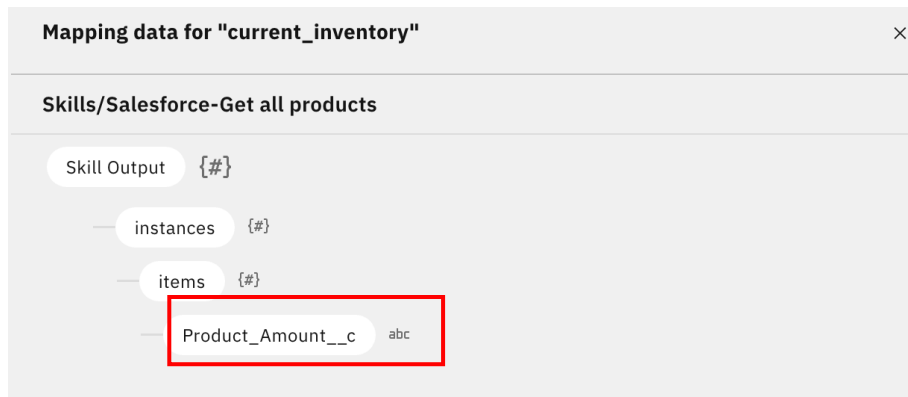 Mapping data for "current_inventory"
Skills/Salesforce-Get all products
Skill Output {#}
instances {#}
items {#}
Product_Amount__c abc